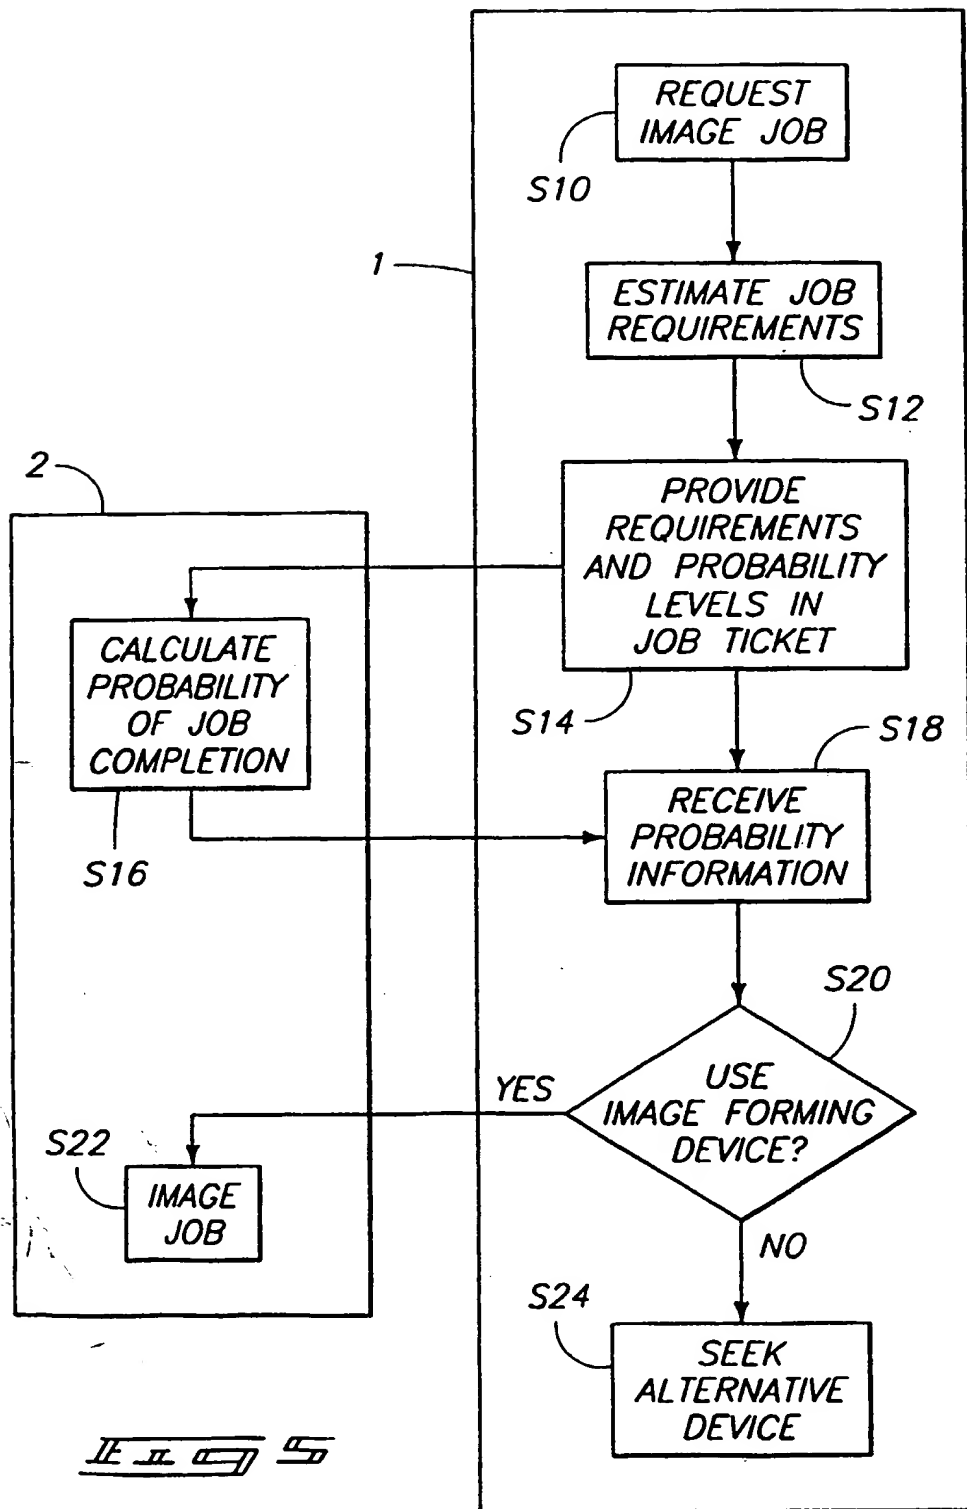 REQUEST
IMAGE JOB
S10
1
ESTIMATE JOB
REQUIREMENTS
S12
2
PROVIDE
REQUIREMENTS
AND PROBABILITY
LEVELS IN
JOB TICKET
S14
CALCULATE
PROBABILITY
OF JOB
COMPLETION
S16
S18
RECEIVE
PROBABILITY
INFORMATION
S20
USE
IMAGE FORMING
DEVICE?
YES
S22
IMAGE
JOB
NO
S24
SEEK
ALTERNATIVE
DEVICE
FIG 5